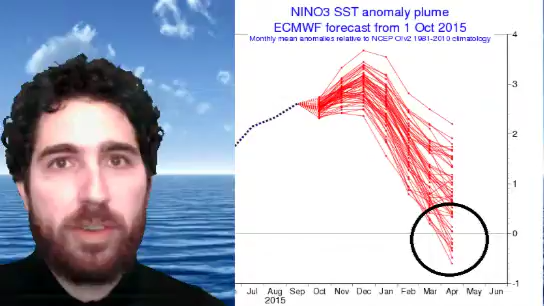 NINO3 SST anomaly plume
ECMWF forecast from 1 Oct 2015
Monthly mean anomalies relative to NCEP OIv2 1981-2010 climatology
4
3
2
1
0
-1
Jul Aug Sep Oct Nov Dec Jan Feb Mar Apr May Jun
2015